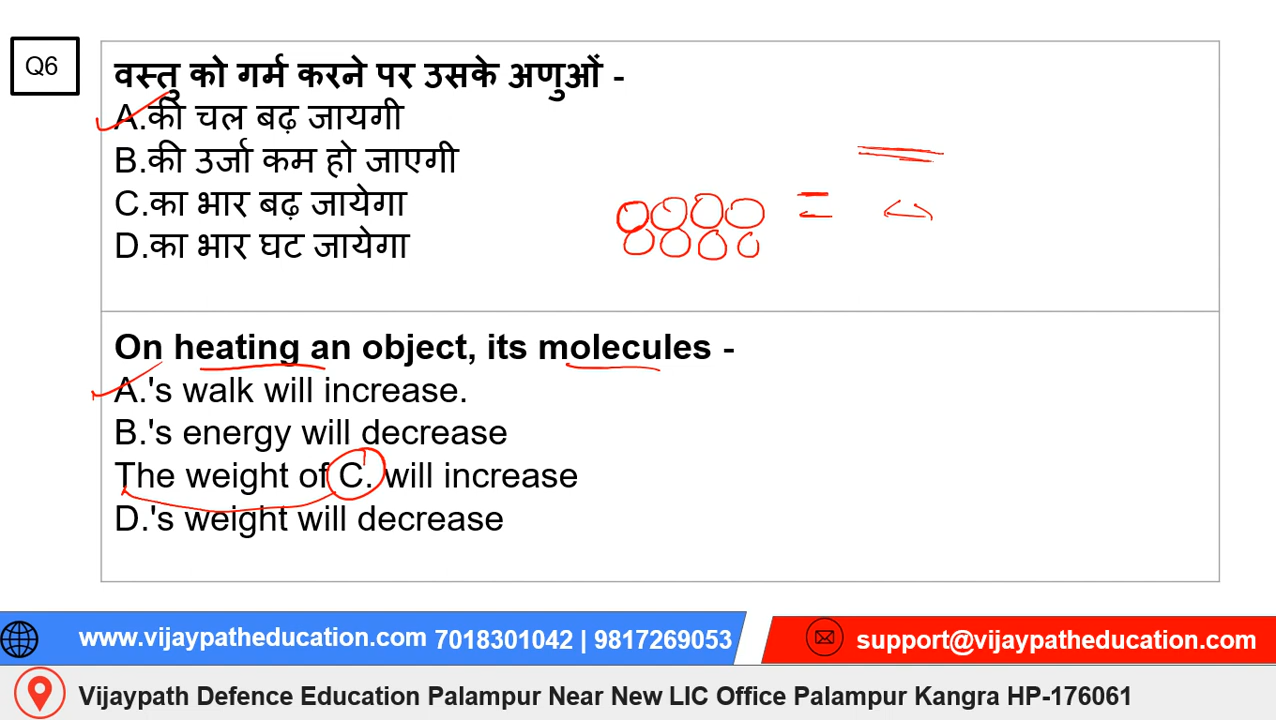 Q6
वस्तु को गर्म करने पर उसके अणुओं -
A.की चल बढ़ जायगी
B.की उर्जा कम हो जाएगी
C.का भार बढ़ जायेगा
D.का भार घट जायेगा
On heating an object, its molecules -
A.'s walk will increase.
B.'s energy will decrease
The weight of C. will increase
D.'s weight will decrease
www.vijaypatheducation.com 7018301042 | 9817269053
support@vijaypatheducation.com
Vijaypath Defence Education Palampur Near New LIC Office Palampur Kangra HP-176061